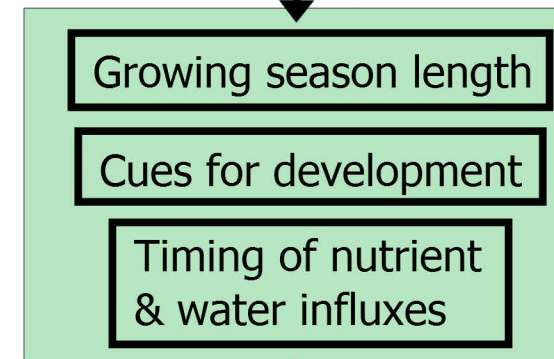 Growing season length
Cues for development
Timing of nutrient
& water influxes